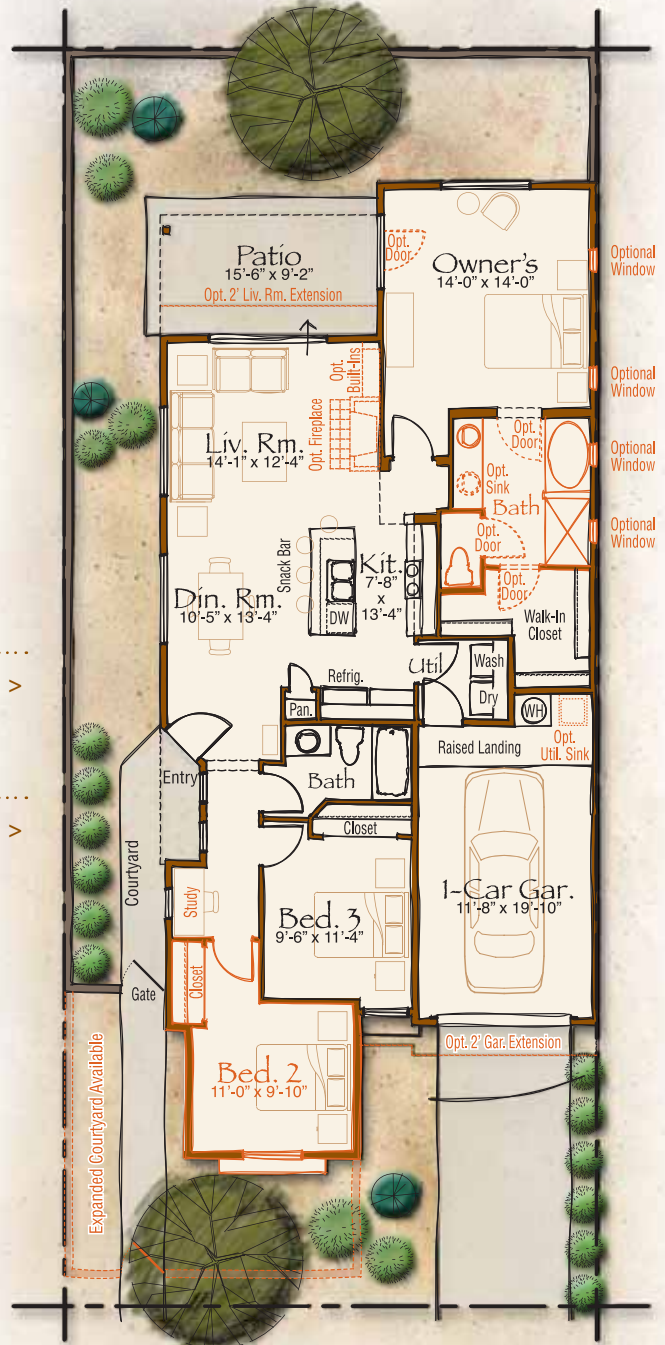 Patio
15'-6" x 9'-2"
Opt. 2' Liv. Rm. Extension
Opt.
Door
Owner's
14'-0" x 14'-0"
Optional
Window
Optional
Window
Optional
Window
Optional
Window
Opt.
Built-Ins
Opt. Fireplace
Liv. Rm.
14'-1" x 12'-4"
Opt.
Door
Opt.
Sink
Bath
Opt.
Door
Opt.
Door
Walk-In
Closet
Snack Bar
Kit.
7'-8"
x
13'-4"
DW
Din. Rm.
10'-5" x 13'-4"
Refrig.
Pan.
Util
Wash
Dry
WH
Opt.
Util. Sink
Raised Landing
>
>
Entry
Bath
Closet
Courtyard
Study
Bed. 3
9'-6" x 11'-4"
1-Car Gar.
11'-8" x 19'-10"
Gate
Closet
Opt. 2' Gar. Extension
Bed. 2
11'-0" x 9'-10"
Expanded Courtyard Available